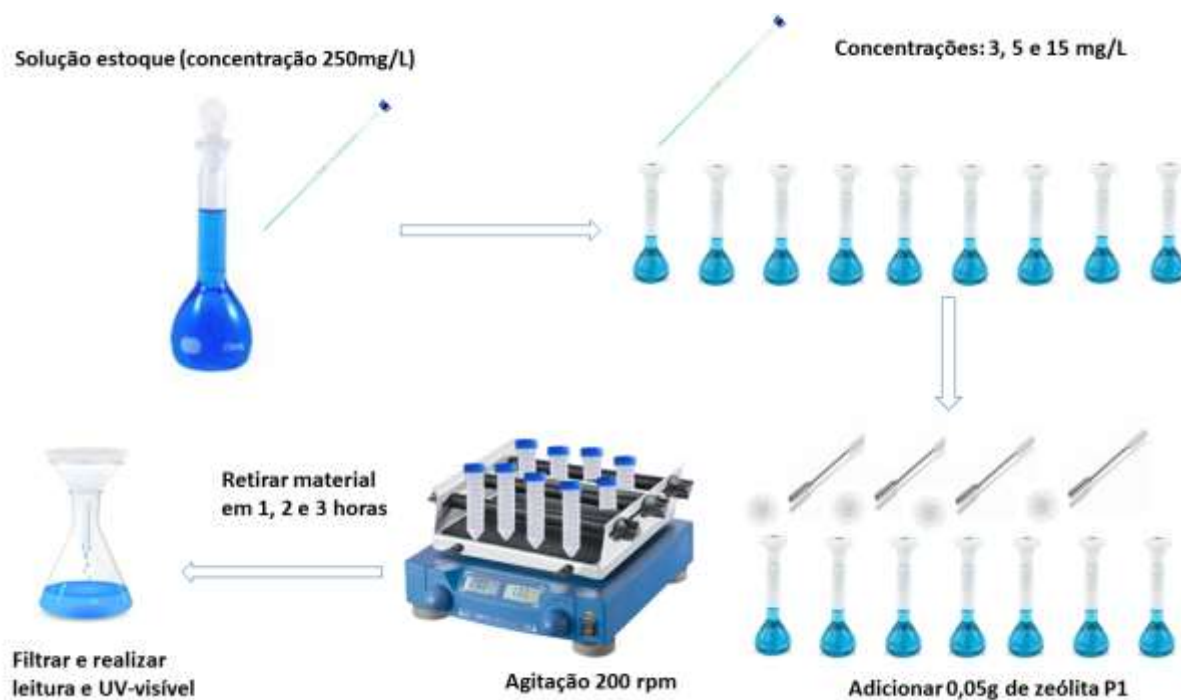 Solução estoque (concentração 250mg/L)
Concentrações: 3, 5 e 15 mg/L
Retirar material
em 1, 2 e 3 horas
Filtrar e realizar
leitura e UV-visível
Agitação 200 rpm
Adicionar 0,05g de zeólita P1